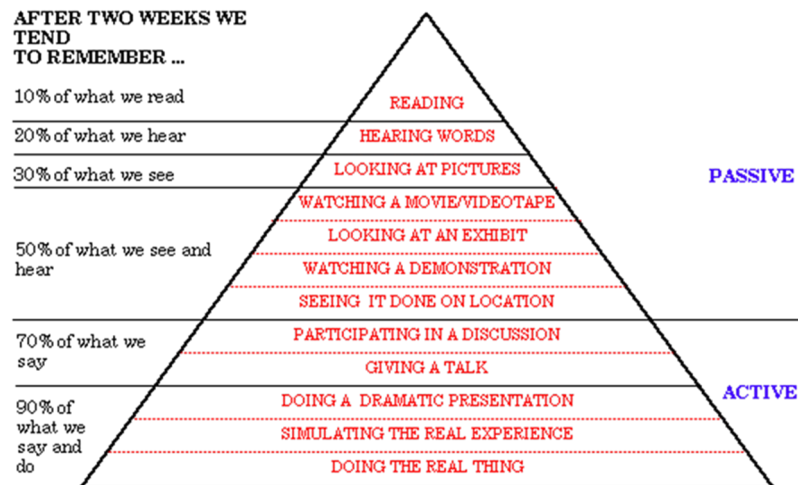 AFTER TWO WEEKS WE
TEND
TO REMEMBER ...
10% of what we read
READING
20% of what we hear
HEARING WORDS
30% of what we see
LOOKING AT PICTURES
PASSIVE
WATCHING A MOVIE/VIDEOTAPE
50% of what we see and
hear
LOOKING AT AN EXHIBIT
WATCHING A DEMONSTRATION
SEEING IT DONE ON LOCATION
70% of what we
say
PARTICIPATING IN A DISCUSSION
GIVING A TALK
ACTIVE
90% of
what we
say and
do
DOING A DRAMATIC PRESENTATION
SIMULATING THE REAL EXPERIENCE
DOING THE REAL THING